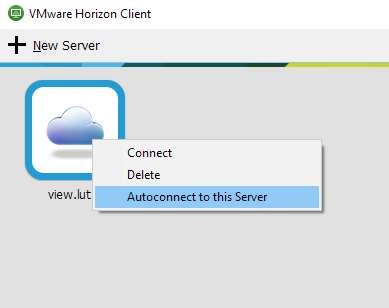 VMware Horizon Client
New Server
Connect
Delete
view.lut
Autoconnect to this Server